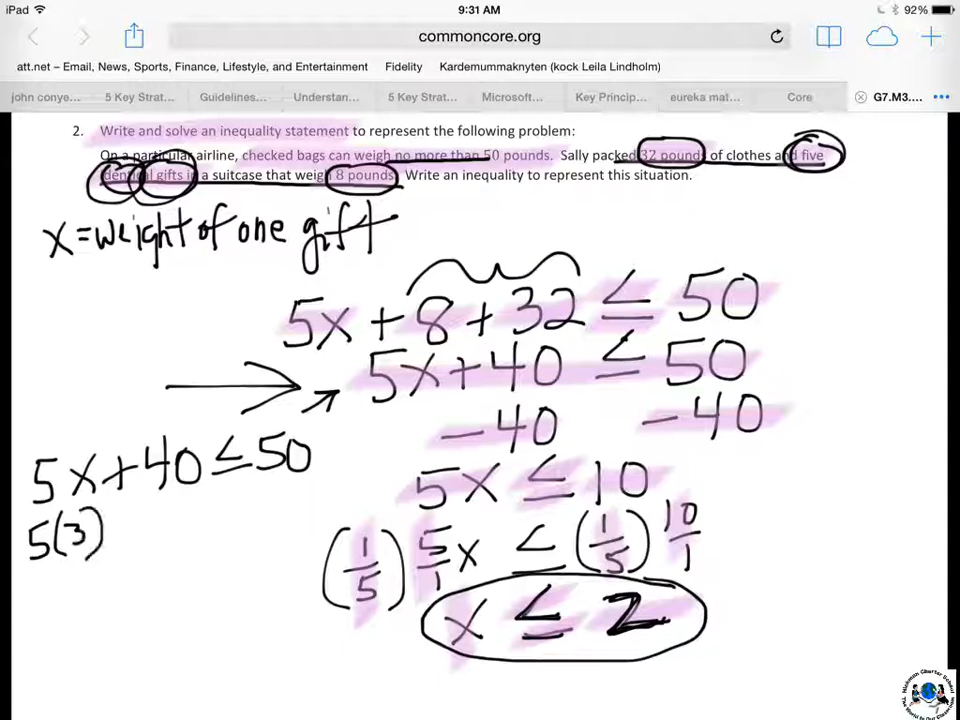 iPad 9:31 AM 92%
commoncore.org
att.net – Email, News, Sports, Finance, Lifestyle, and Entertainment Fidelity Kardemummaknyten (kock Leila Lindholm)
john conye... 5 Key Strat... Guidelines... Understan... 5 Key Strat... Microsoft... Key Princip... eureka mat... Core G7.M3....
2. Write and solve an inequality statement to represent the following problem:
On a particular airline, checked bags can weigh no more than 50 pounds. Sally packed 32 pounds of clothes and five
identical gifts in a suitcase that weigh 8 pounds. Write an inequality to represent this situation.
x = weight of one gift
5x + 8 + 32 ≤ 50
5x + 40 ≤ 50
-40 -40
5x + 40 ≤ 50
5x ≤ 10
5(3)
(1/5) 5/1 x ≤ (1/5) 10/1
x ≤ 2